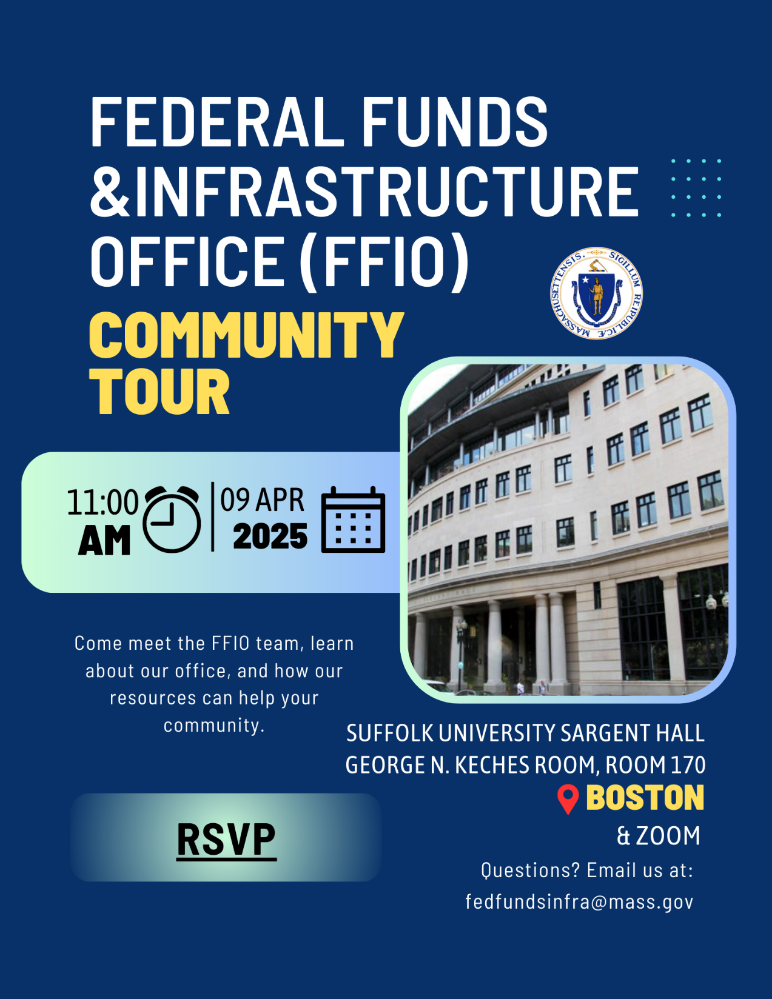 FEDERAL FUNDS
&INFRASTRUCTURE
OFFICE (FFIO)
COMMUNITY
TOUR
SIGILLUM REIPUBLICÆ MASSACHUSETTENSIS.
11:00
AM
09 APR
2025
Come meet the FFIO team, learn
about our office, and how our
resources can help your
community.
SUFFOLK UNIVERSITY SARGENT HALL
GEORGE N. KECHES ROOM, ROOM 170
BOSTON
& ZOOM
RSVP
Questions? Email us at:
fedfundsinfra@mass.gov